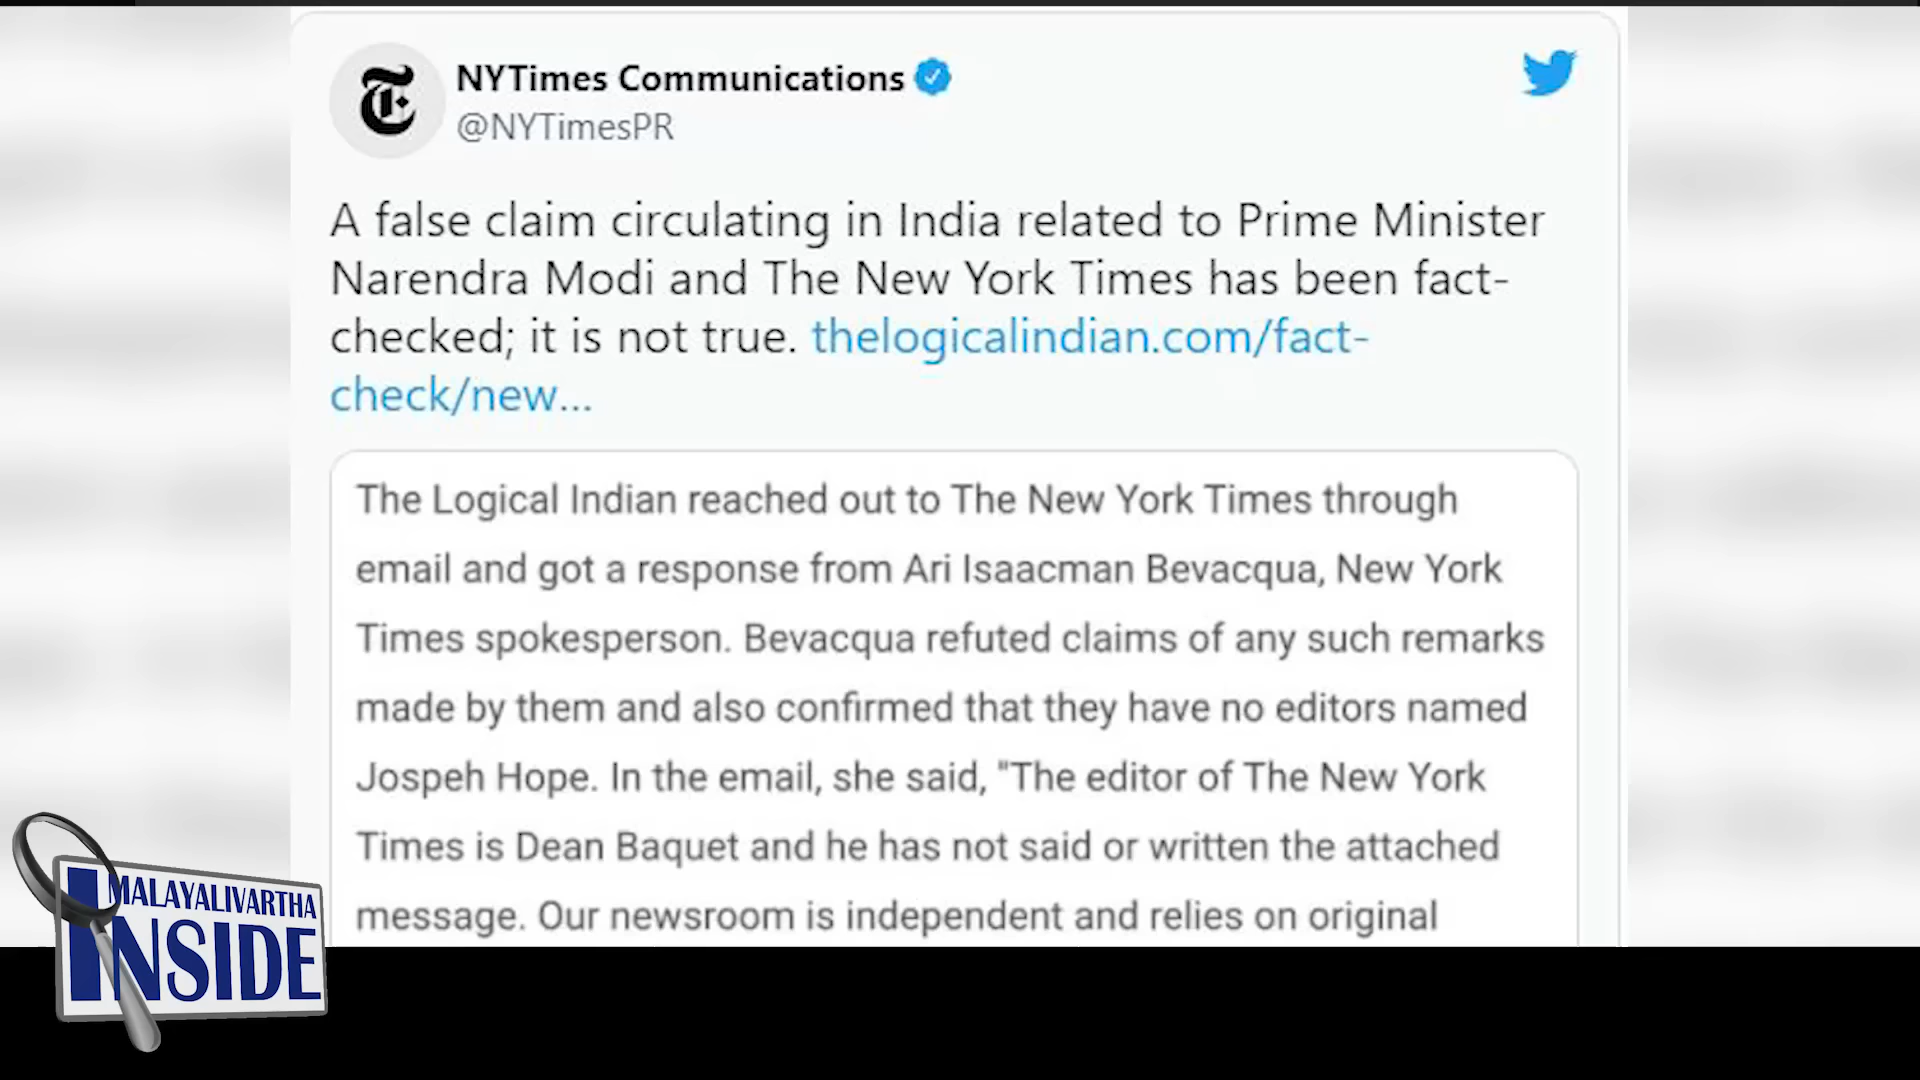 NYTimes Communications
@NYTimesPR
A false claim circulating in India related to Prime Minister
Narendra Modi and The New York Times has been fact-
checked; it is not true. thelogicalindian.com/fact-
check/new...
The Logical Indian reached out to The New York Times through
email and got a response from Ari Isaacman Bevacqua, New York
Times spokesperson. Bevacqua refuted claims of any such remarks
made by them and also confirmed that they have no editors named
Jospeh Hope. In the email, she said, "The editor of The New York
Times is Dean Baquet and he has not said or written the attached
message. Our newsroom is independent and relies on original
MALAYALIVARTHA
INSIDE